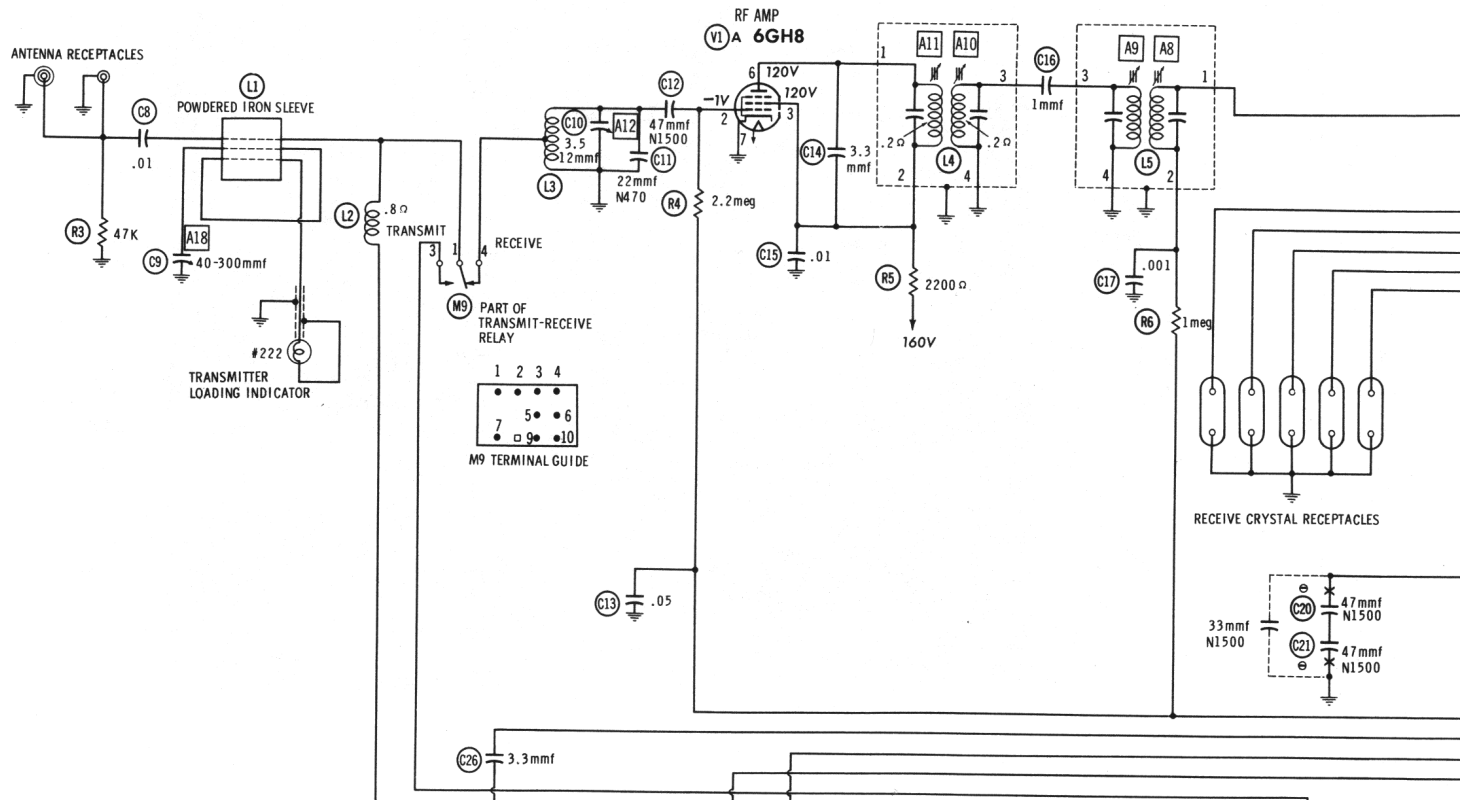 RF AMP
V1 A 6GH8
ANTENNA RECEPTACLES
L1
POWDERED IRON SLEEVE
C8
.01
R3
47K
A18
C9
40-300mmf
#222
TRANSMITTER
LOADING INDICATOR
L2
.8Ω
TRANSMIT
3
1
4
RECEIVE
M9
PART OF
TRANSMIT-RECEIVE
RELAY
1 2 3 4
5 6
7 9 10
M9 TERMINAL GUIDE
L3
C10
3.5
12mmf
A12
C11
22mmf
N470
C12
47mmf
N1500
-1V
2
6
120V
120V
3
7
R4
2.2meg
C13
.05
C14
3.3
mmf
C15
.01
R5
2200Ω
160V
1
A11
A10
3
.2Ω
L4
.2Ω
2
4
C16
1mmf
3
A9
A8
1
L5
4
2
C17
.001
R6
1meg
RECEIVE CRYSTAL RECEPTACLES
33mmf
N1500
C20
47mmf
N1500
C21
47mmf
N1500
C26
3.3mmf